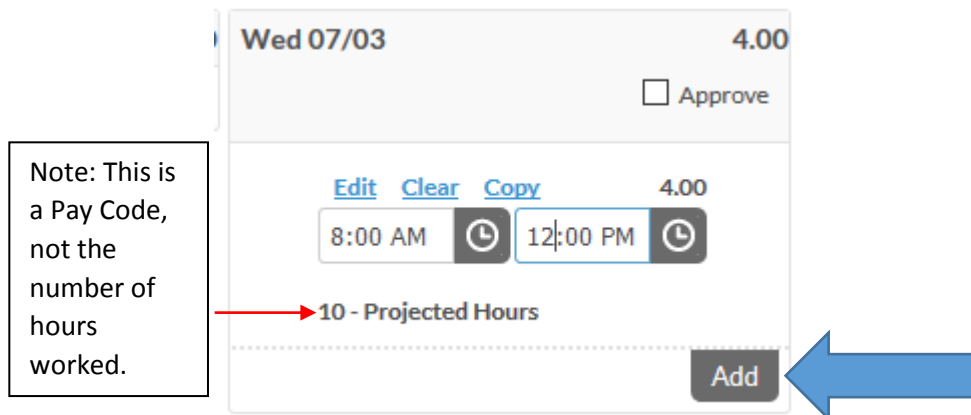 Wed 07/03 4.00
Approve
Note: This is
a Pay Code,
not the
number of
hours
worked.
Edit Clear Copy 4.00
8:00 AM 12:00 PM
10 - Projected Hours
Add